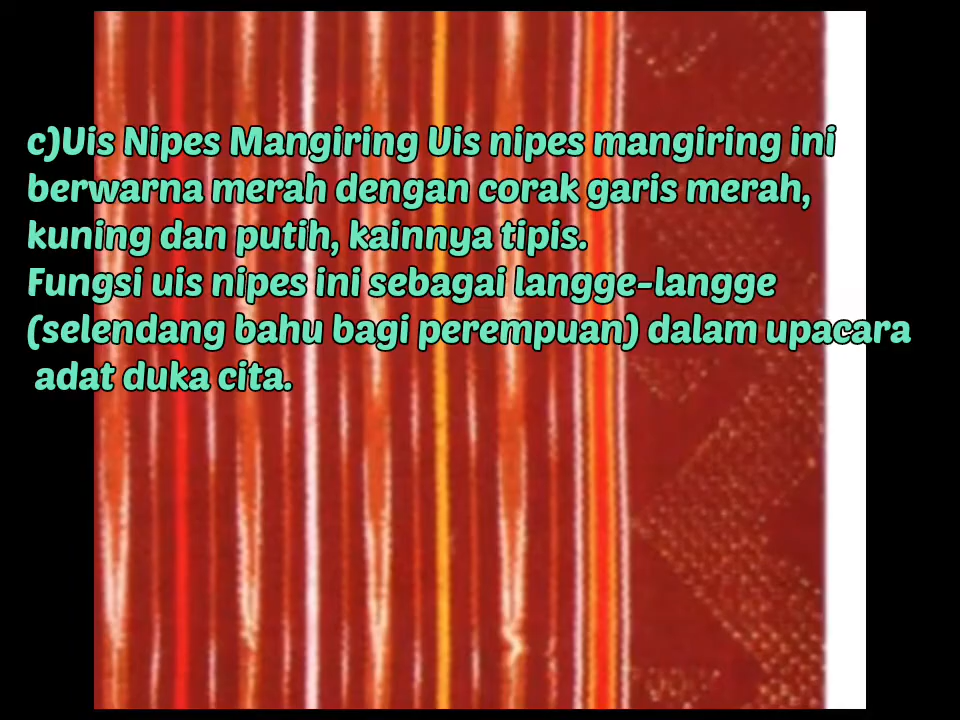 c)Uis Nipes Mangiring Uis nipes mangiring ini
berwarna merah dengan corak garis merah,
kuning dan putih, kainnya tipis.
Fungsi uis nipes ini sebagai langge-langge
(selendang bahu bagi perempuan) dalam upacara
adat duka cita.